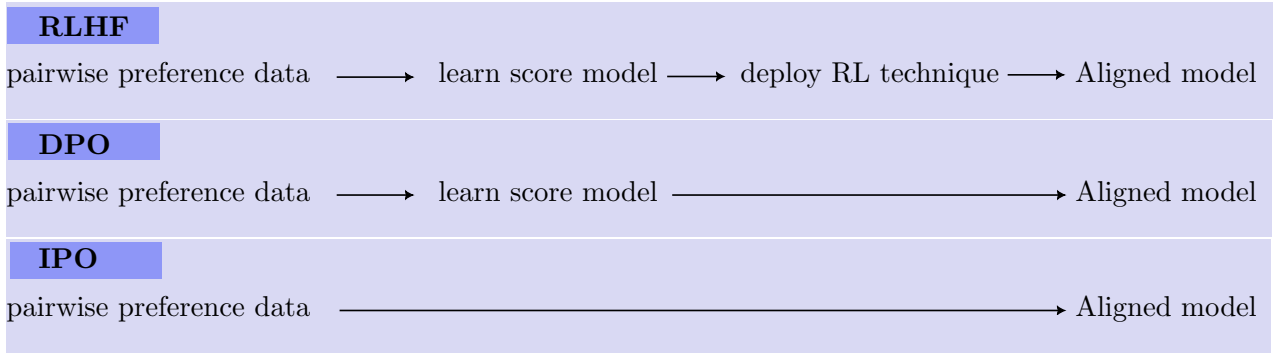 RLHF
pairwise preference data learn score model deploy RL technique Aligned model
DPO
pairwise preference data learn score model Aligned model
IPO
pairwise preference data Aligned model